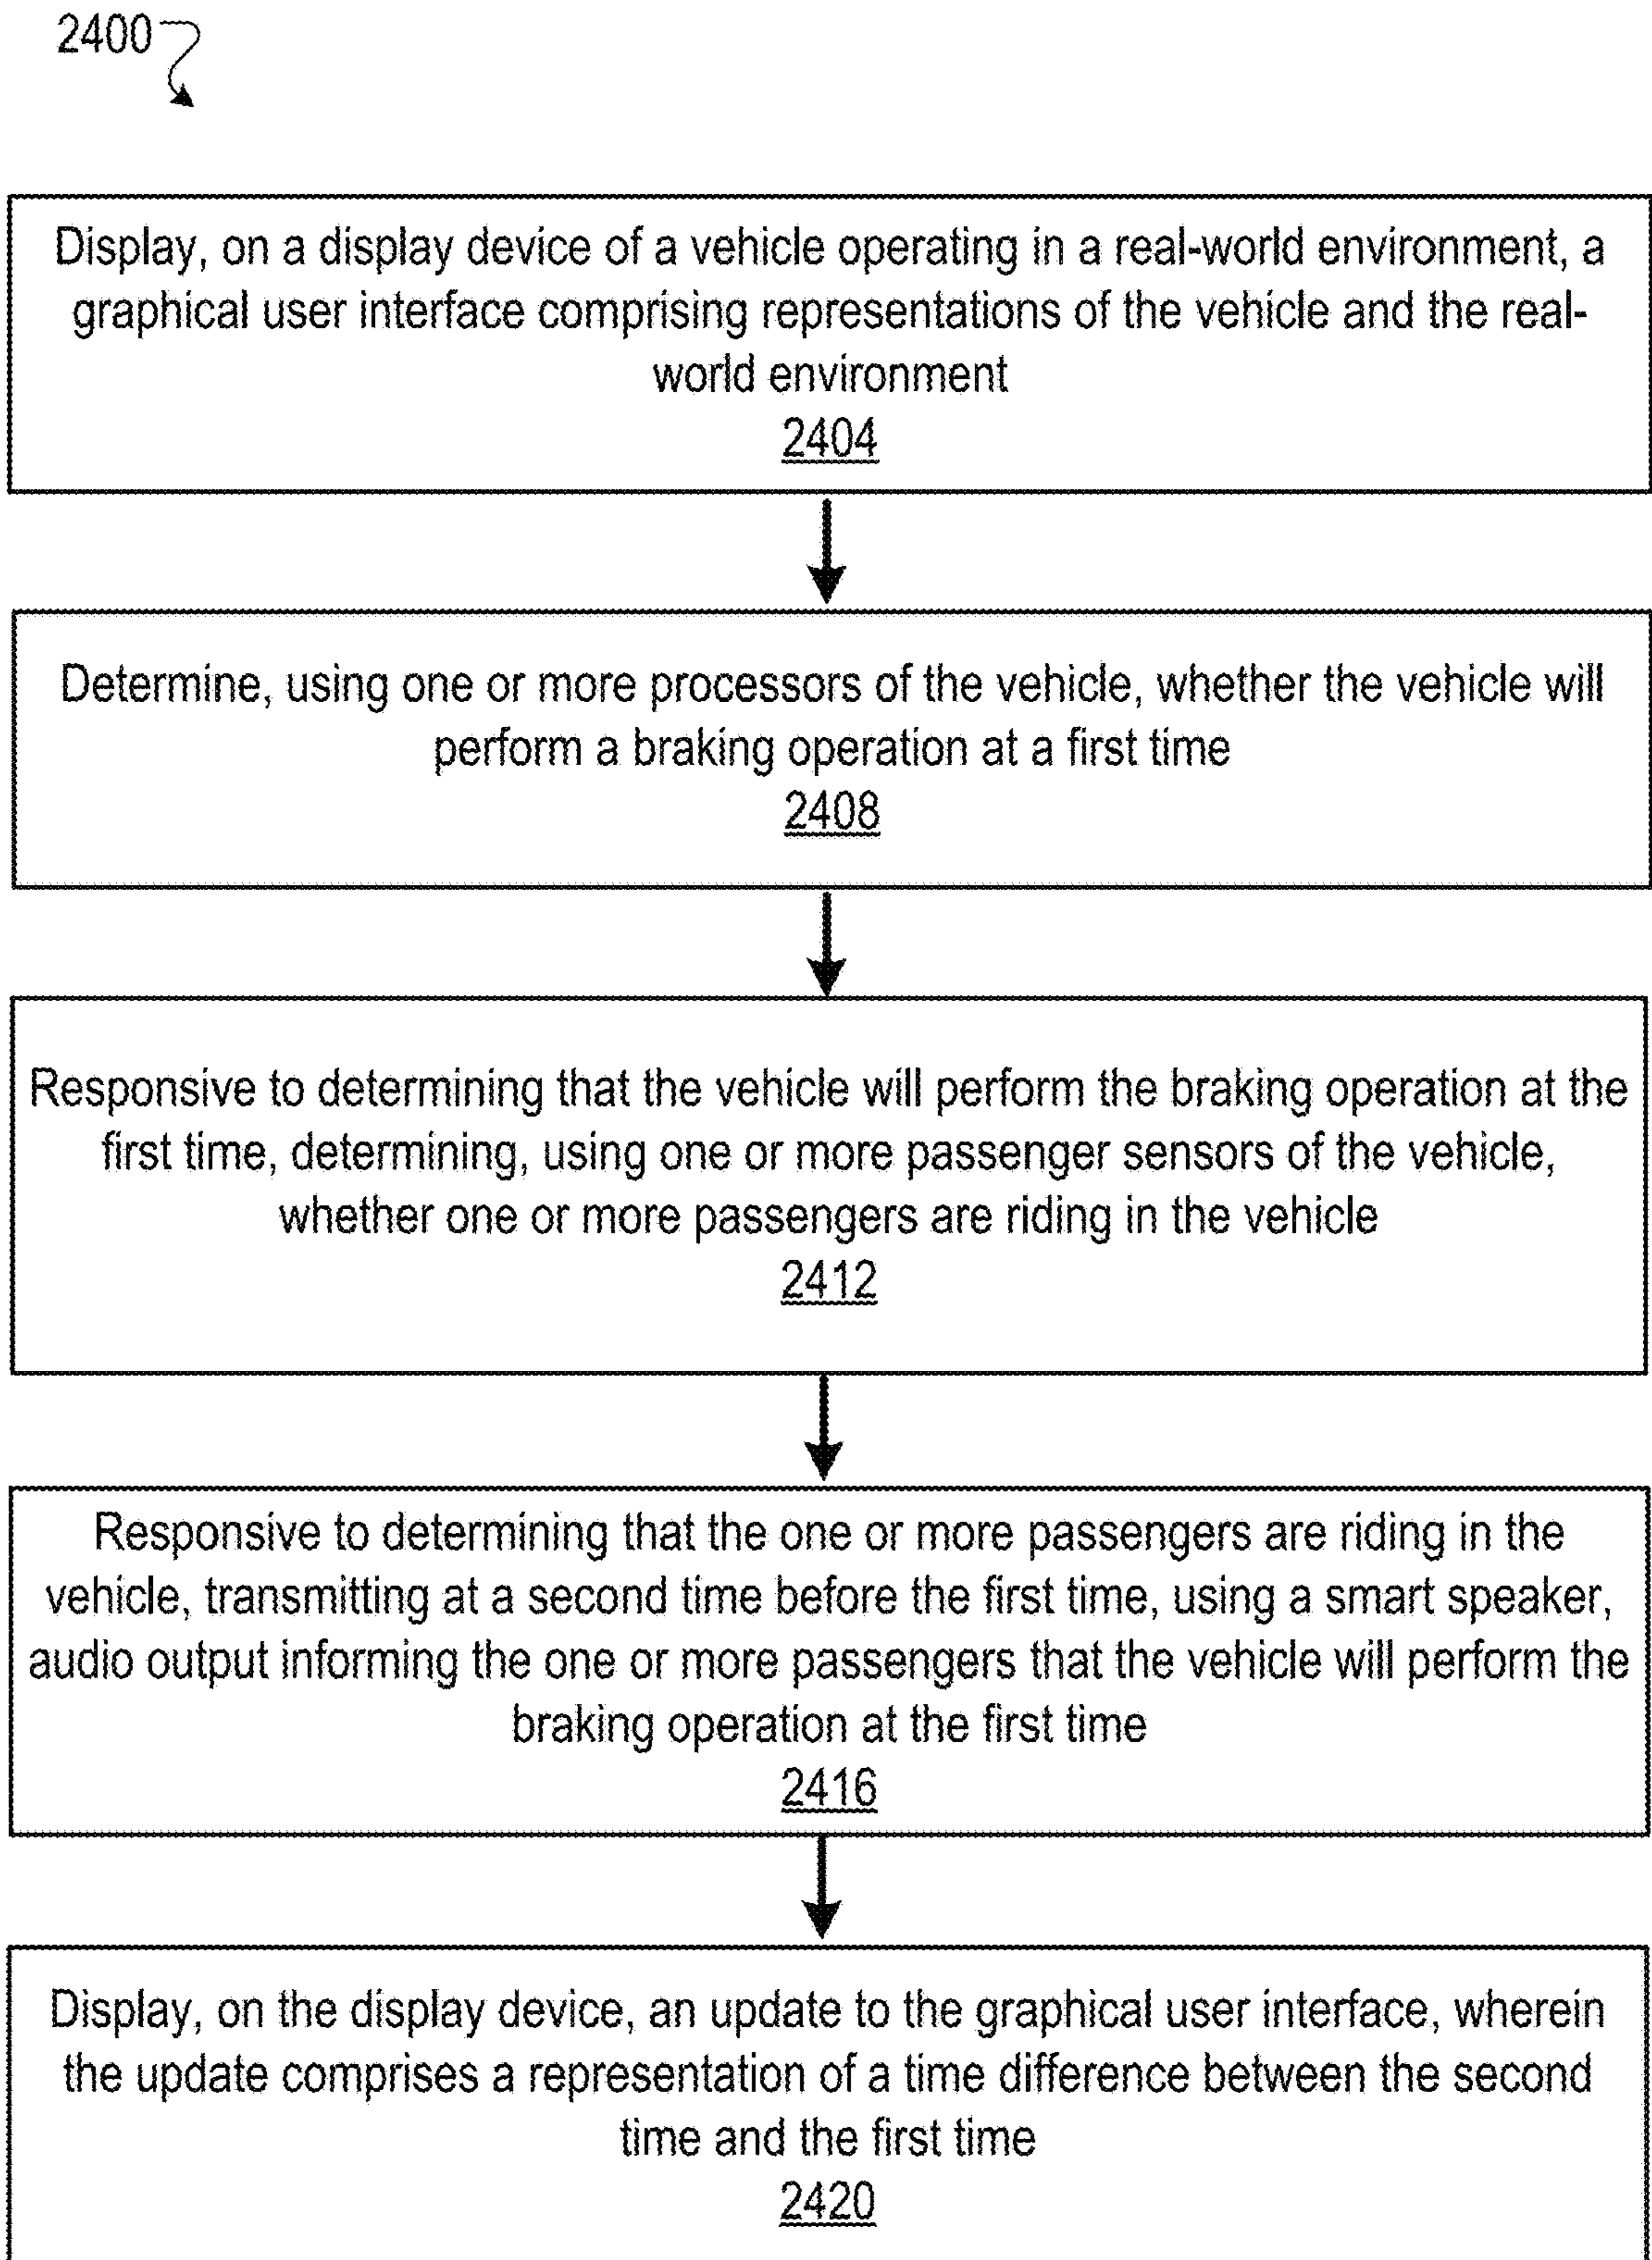 2400
Display, on a display device of a vehicle operating in a real-world environment, a
graphical user interface comprising representations of the vehicle and the real-
world environment
2404
Determine, using one or more processors of the vehicle, whether the vehicle will
perform a braking operation at a first time
2408
Responsive to determining that the vehicle will perform the braking operation at the
first time, determining, using one or more passenger sensors of the vehicle,
whether one or more passengers are riding in the vehicle
2412
Responsive to determining that the one or more passengers are riding in the
vehicle, transmitting at a second time before the first time, using a smart speaker,
audio output informing the one or more passengers that the vehicle will perform the
braking operation at the first time
2416
Display, on the display device, an update to the graphical user interface, wherein
the update comprises a representation of a time difference between the second
time and the first time
2420